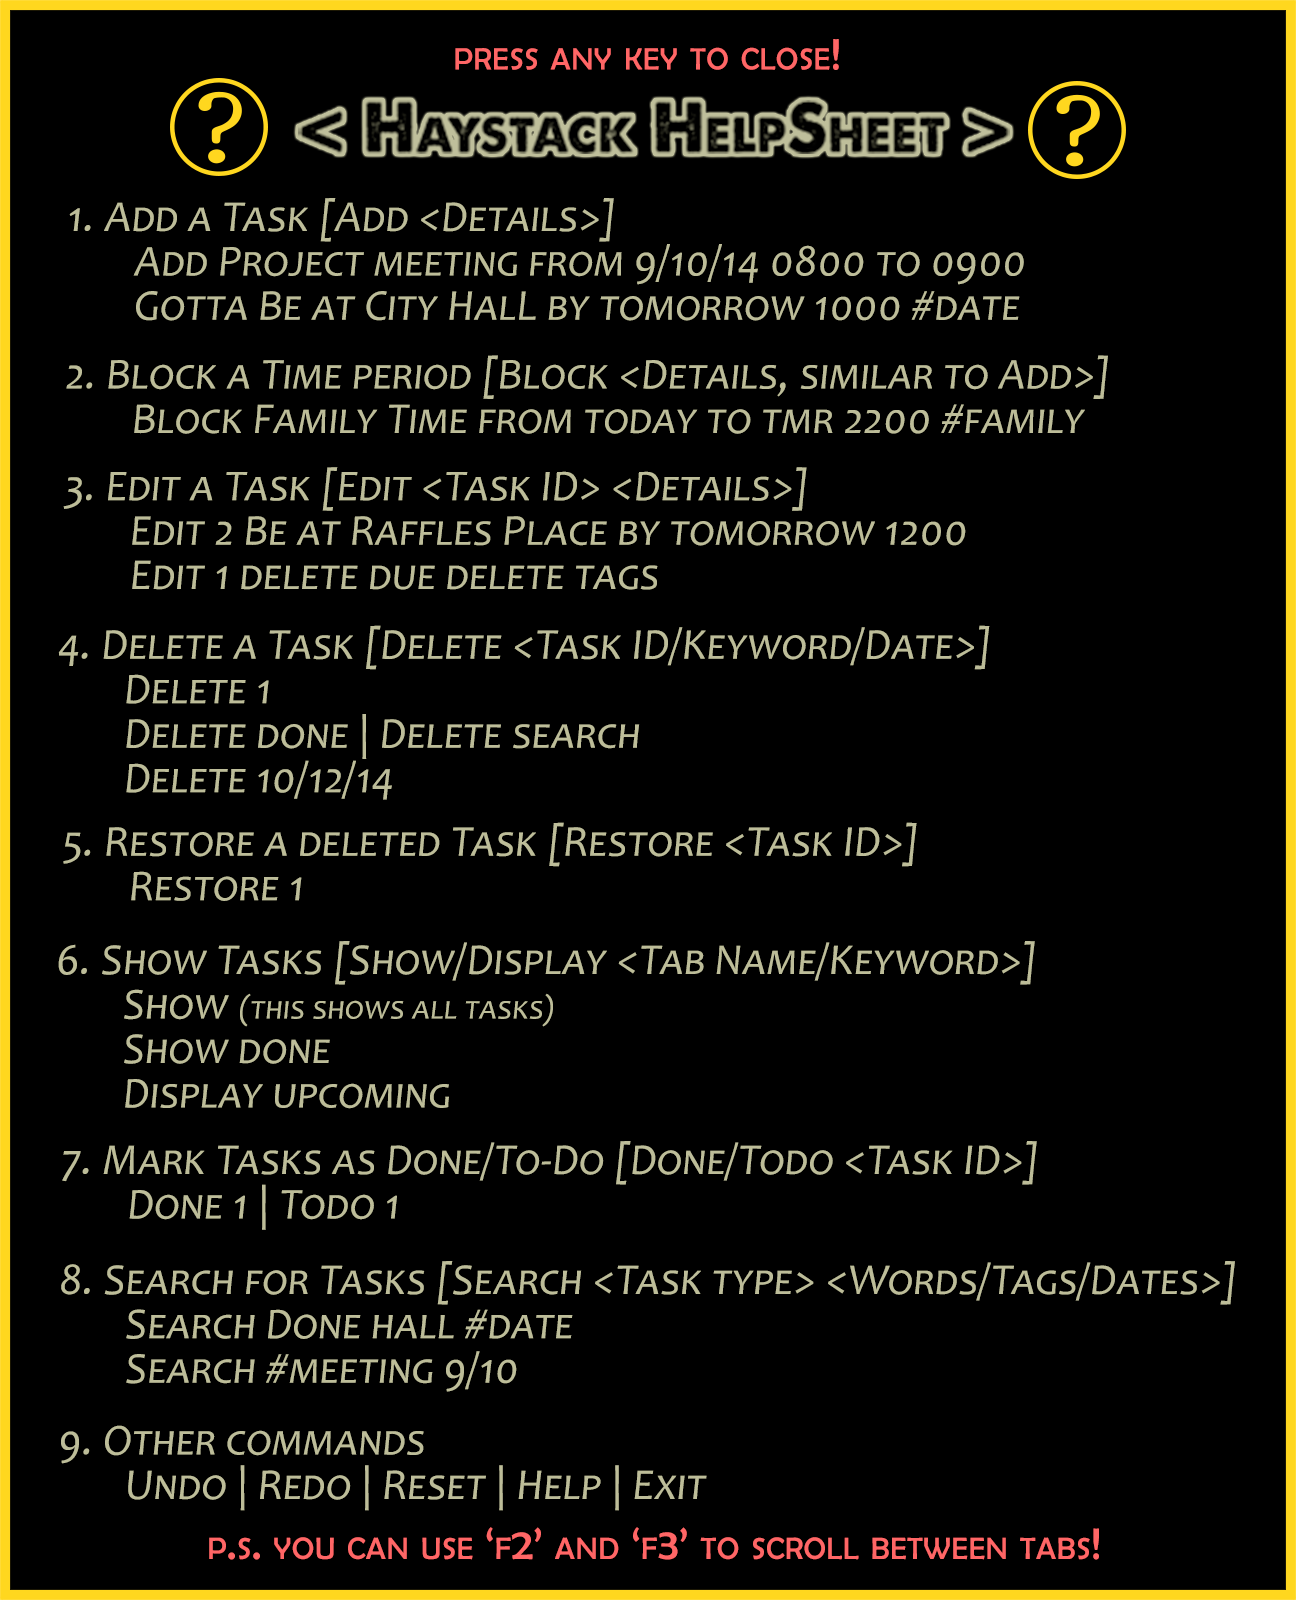 PRESS ANY KEY TO CLOSE!
? < Haystack HelpSheet > ?
1. Add a Task [Add <Details>]
Add Project meeting from 9/10/14 0800 to 0900
Gotta Be at City HalL by tomorrow 1000 #date
2. Block a Time period [Block <Details, similar to Add>]
Block Family Time from today to tmr 2200 #family
3. Edit a Task [Edit <Task ID> <Details>]
Edit 2 Be at Raffles Place by tomorrow 1200
Edit 1 delete due delete tags
4. Delete a Task [Delete <Task ID/Keyword/Date>]
Delete 1
Delete done | Delete search
Delete 10/12/14
5. Restore a deleted Task [Restore <Task ID>]
Restore 1
6. Show Tasks [Show/Display <Tab Name/Keyword>]
Show (this shows all tasks)
Show done
Display upcoming
7. Mark Tasks as Done/To-Do [Done/Todo <Task ID>]
Done 1 | Todo 1
8. Search for Tasks [Search <Task type> <Words/Tags/Dates>]
Search Done hall #date
Search #meeting 9/10
9. Other commands
Undo | Redo | Reset | Help | Exit
P.S. YOU CAN USE ‘F2’ AND ‘F3’ TO SCROLL BETWEEN TABS!